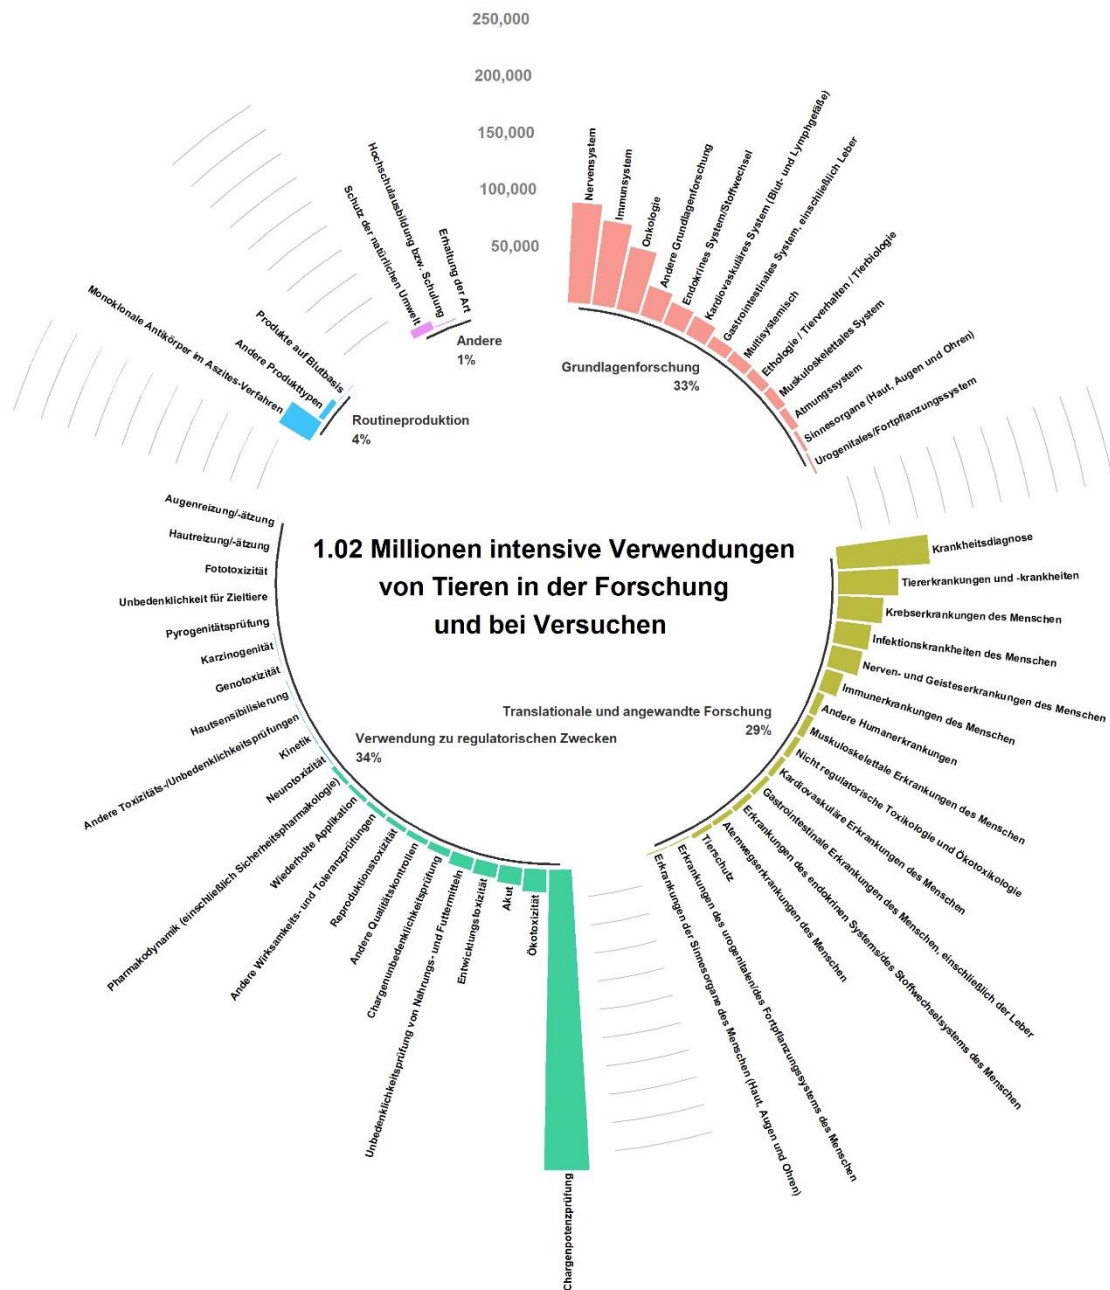 250,000
200,000
150,000
100,000
50,000
Nervensystem
Immunsystem
Onkologie
Andere Grundlagenforschung
Endokrines System/Stoffwechsel
Kardiovaskuläres System (Blut- und Lymphgefäße)
Gastrointestinales System, einschließlich Leber
Multisystemisch
Ethologie / Tierverhalten / Tierbiologie
Muskuloskelettales System
Atmungssystem
Sinnesorgane (Haut, Augen und Ohren)
Urogenitales/Fortpflanzungssystem
Grundlagenforschung
33%
Krankheitsdiagnose
Tiererkrankungen und -krankheiten
Krebserkrankungen des Menschen
Infektionskrankheiten des Menschen
Nerven- und Geisteserkrankungen des Menschen
Immunerkrankungen des Menschen
Andere Humanerkrankungen
Muskuloskelettale Erkrankungen des Menschen
Nicht regulatorische Toxikologie und Ökotoxikologie
Kardiovaskuläre Erkrankungen des Menschen
Gastrointestinale Erkrankungen des Menschen, einschließlich der Leber
Erkrankungen des endokrinen Systems/des Stoffwechselsystems des Menschen
Atemwegserkrankungen des Menschen
Tierschutz
Erkrankungen des urogenitalen/des Fortpflanzungssystems des Menschen
Erkrankungen der Sinnesorgane des Menschen (Haut, Augen und Ohren)
Translationale und angewandte Forschung
29%
Chargenpotenzprüfung
Ökotoxizität
Akut
Entwicklungstoxizität
Unbedenklichkeitsprüfung von Nahrungs- und Futtermitteln
Chargenunbedenklichkeitsprüfung
Andere Qualitätskontrollen
Reproduktionstoxizität
Andere Wirksamkeits- und Toleranzprüfungen
Wiederholte Applikation
Pharmakodynamik (einschließlich Sicherheitspharmakologie)
Neurotoxizität
Kinetik
Andere Toxizitäts-/Unbedenklichkeitsprüfungen
Hautsensibilisierung
Genotoxizität
Karzinogenität
Pyrogenitätsprüfung
Unbedenklichkeit für Zieltiere
Fototoxizität
Hautreizung/-ätzung
Augenreizung/-ätzung
Verwendung zu regulatorischen Zwecken
34%
Monoklonale Antikörper im Aszites-Verfahren
Andere Produkttypen
Produkte auf Blutbasis
Routineproduktion
4%
Schutz der natürlichen Umwelt
Hochschulausbildung bzw. Schulung
Erhaltung der Art
Andere
1%
1.02 Millionen intensive Verwendungen
von Tieren in der Forschung
und bei Versuchen